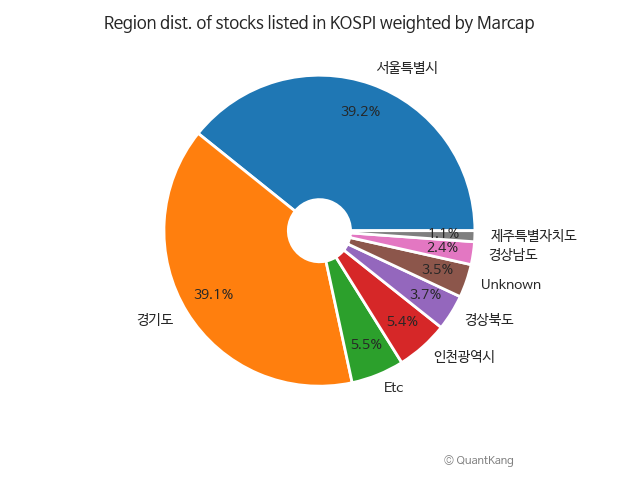 Region dist. of stocks listed in KOSPI weighted by Marcap
서울특별시
39.2%
1.1%
제주특별자치도
2.4%
경상남도
3.5%
Unknown
3.7%
경상북도
39.1%
경기도
5.4%
인천광역시
5.5%
Etc
© QuantKang